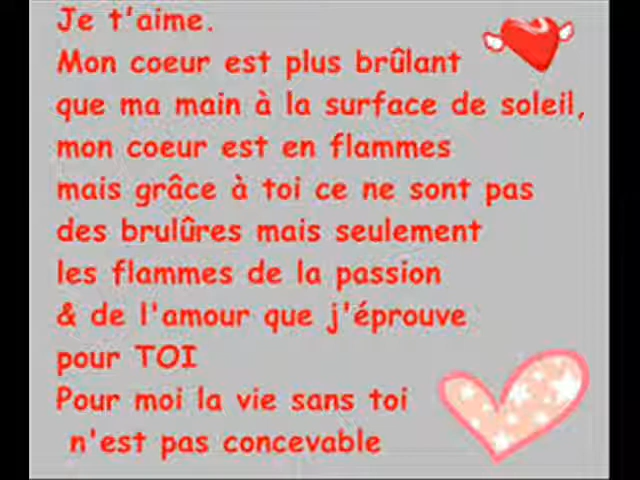 Je t'aime.
Mon coeur est plus brûlant
que ma main à la surface de soleil,
mon coeur est en flammes
mais grâce à toi ce ne sont pas
des brulûres mais seulement
les flammes de la passion
& de l'amour que j'éprouve
pour TOI
Pour moi la vie sans toi
n'est pas concevable